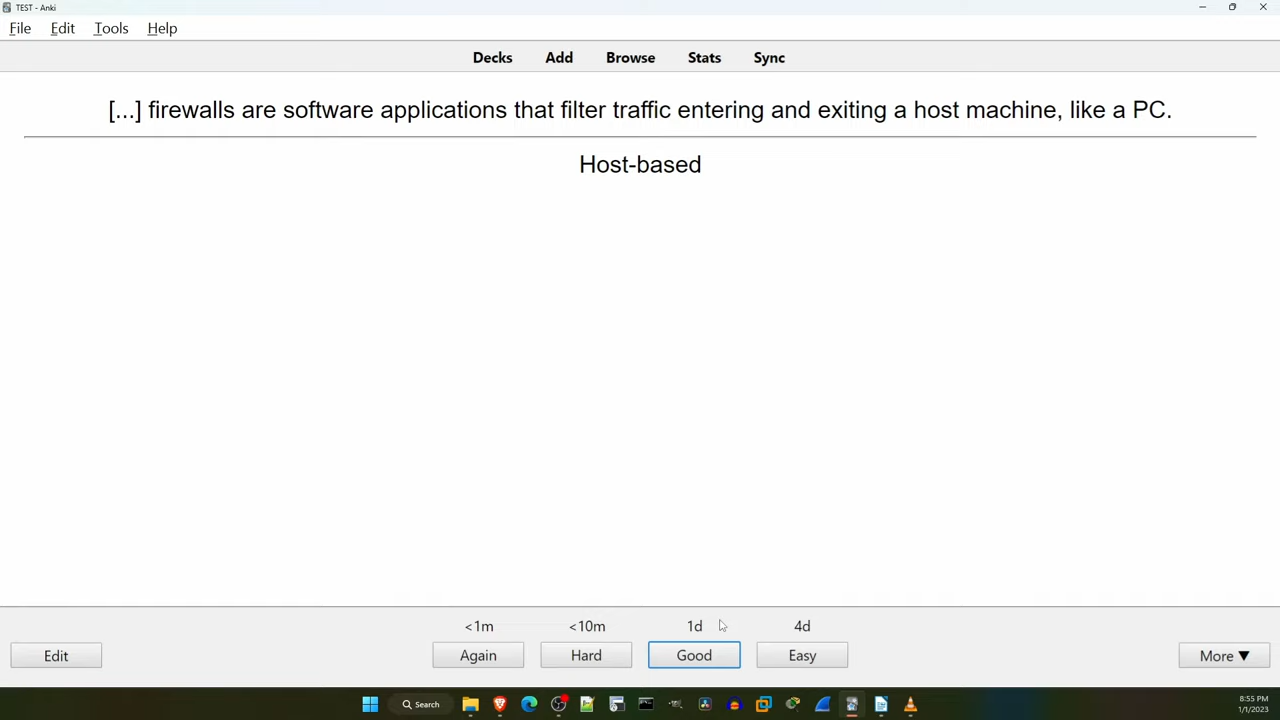 TEST - Anki
File Edit Tools Help
Decks Add Browse Stats Sync
[...] firewalls are software applications that filter traffic entering and exiting a host machine, like a PC.
Host-based
<1m <10m 1d 4d
Edit Again Hard Good Easy More ▼
Search
8:55 PM
1/1/2023